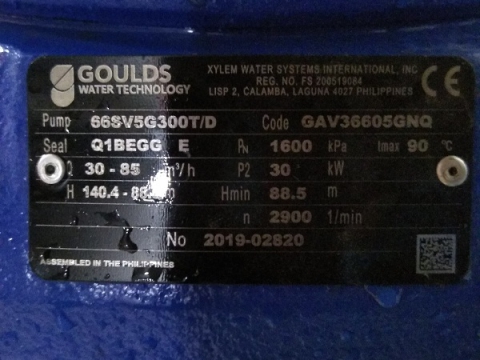 GOULDS
WATER TECHNOLOGY
XYLEM WATER SYSTEMS INTERNATIONAL, INC
REG. NO. FS 200519084
LISP 2, CALAMBA, LAGUNA 4027 PHILIPPINES
CE
Pump 66SV5G300T/D Code GAV36605GNQ
Seal Q1BEGG E PN 1600 kPa tmax 90 °C
30 - 85 m³/h P2 30 kW
H 140.4 - Hmin 88.5 m
n 2900 1/min
No 2019-02820
ASSEMBLED IN THE PHILIPPINES